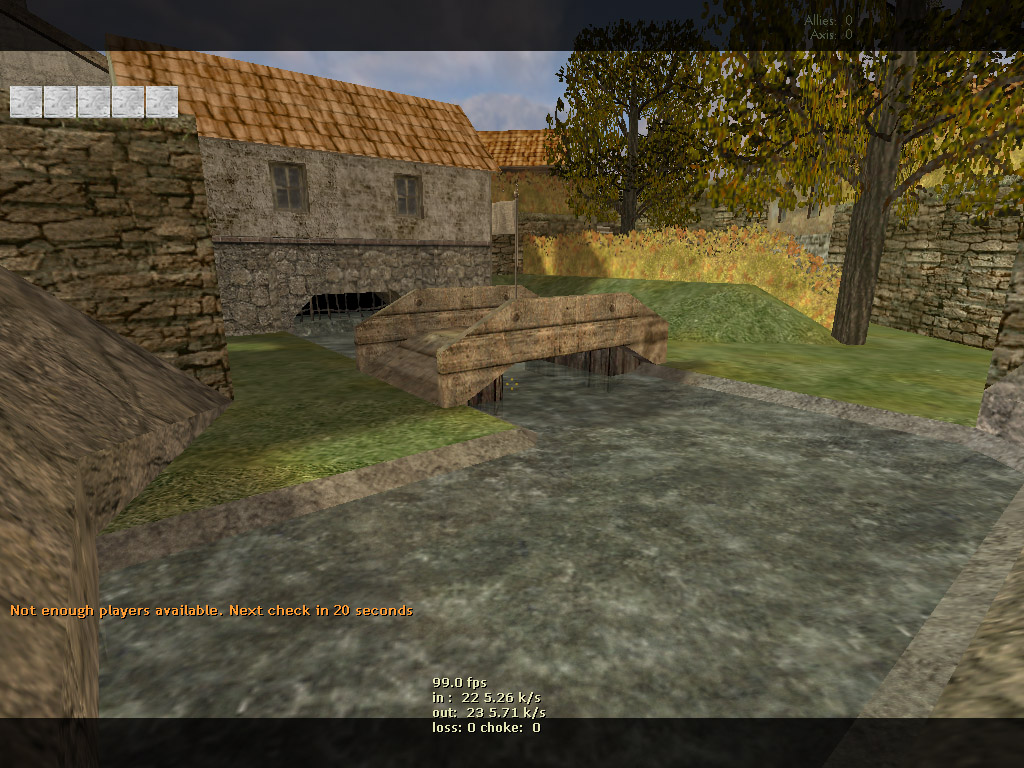 Allies: 0
Axis: 0
Not enough players available. Next check in 20 seconds
99.0 fps
in : 22 5.26 k/s
out: 23 5.71 k/s
loss: 0 choke: 0